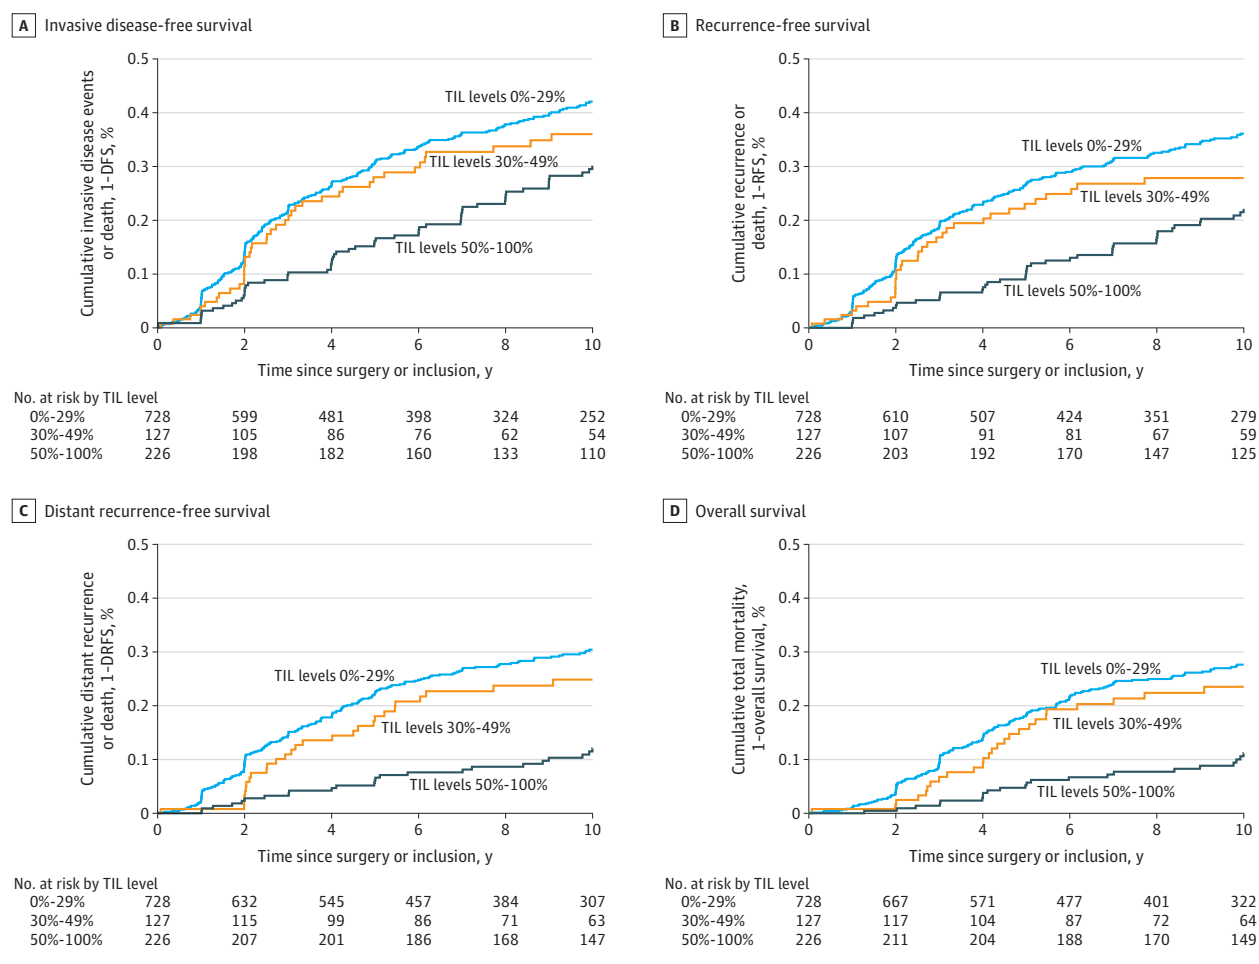 A Invasive disease-free survival
Cumulative invasive disease events
or death, 1-DFS, %
0.5
0.4
0.3
0.2
0.1
0
TIL levels 0%-29%
TIL levels 30%-49%
TIL levels 50%-100%
0 2 4 6 8 10
Time since surgery or inclusion, y
No. at risk by TIL level
0%-29% 728 599 481 398 324 252
30%-49% 127 105 86 76 62 54
50%-100% 226 198 182 160 133 110
B Recurrence-free survival
Cumulative recurrence or
death, 1-RFS, %
0.5
0.4
0.3
0.2
0.1
0
TIL levels 0%-29%
TIL levels 30%-49%
TIL levels 50%-100%
0 2 4 6 8 10
Time since surgery or inclusion, y
No. at risk by TIL level
0%-29% 728 610 507 424 351 279
30%-49% 127 107 91 81 67 59
50%-100% 226 203 192 170 147 125
C Distant recurrence-free survival
Cumulative distant recurrence
or death, 1-DRFS, %
0.5
0.4
0.3
0.2
0.1
0
TIL levels 0%-29%
TIL levels 30%-49%
TIL levels 50%-100%
0 2 4 6 8 10
Time since surgery or inclusion, y
No. at risk by TIL level
0%-29% 728 632 545 457 384 307
30%-49% 127 115 99 86 71 63
50%-100% 226 207 201 186 168 147
D Overall survival
Cumulative total mortality,
1-overall survival, %
0.5
0.4
0.3
0.2
0.1
0
TIL levels 0%-29%
TIL levels 30%-49%
TIL levels 50%-100%
0 2 4 6 8 10
Time since surgery or inclusion, y
No. at risk by TIL level
0%-29% 728 667 571 477 401 322
30%-49% 127 117 104 87 72 64
50%-100% 226 211 204 188 170 149